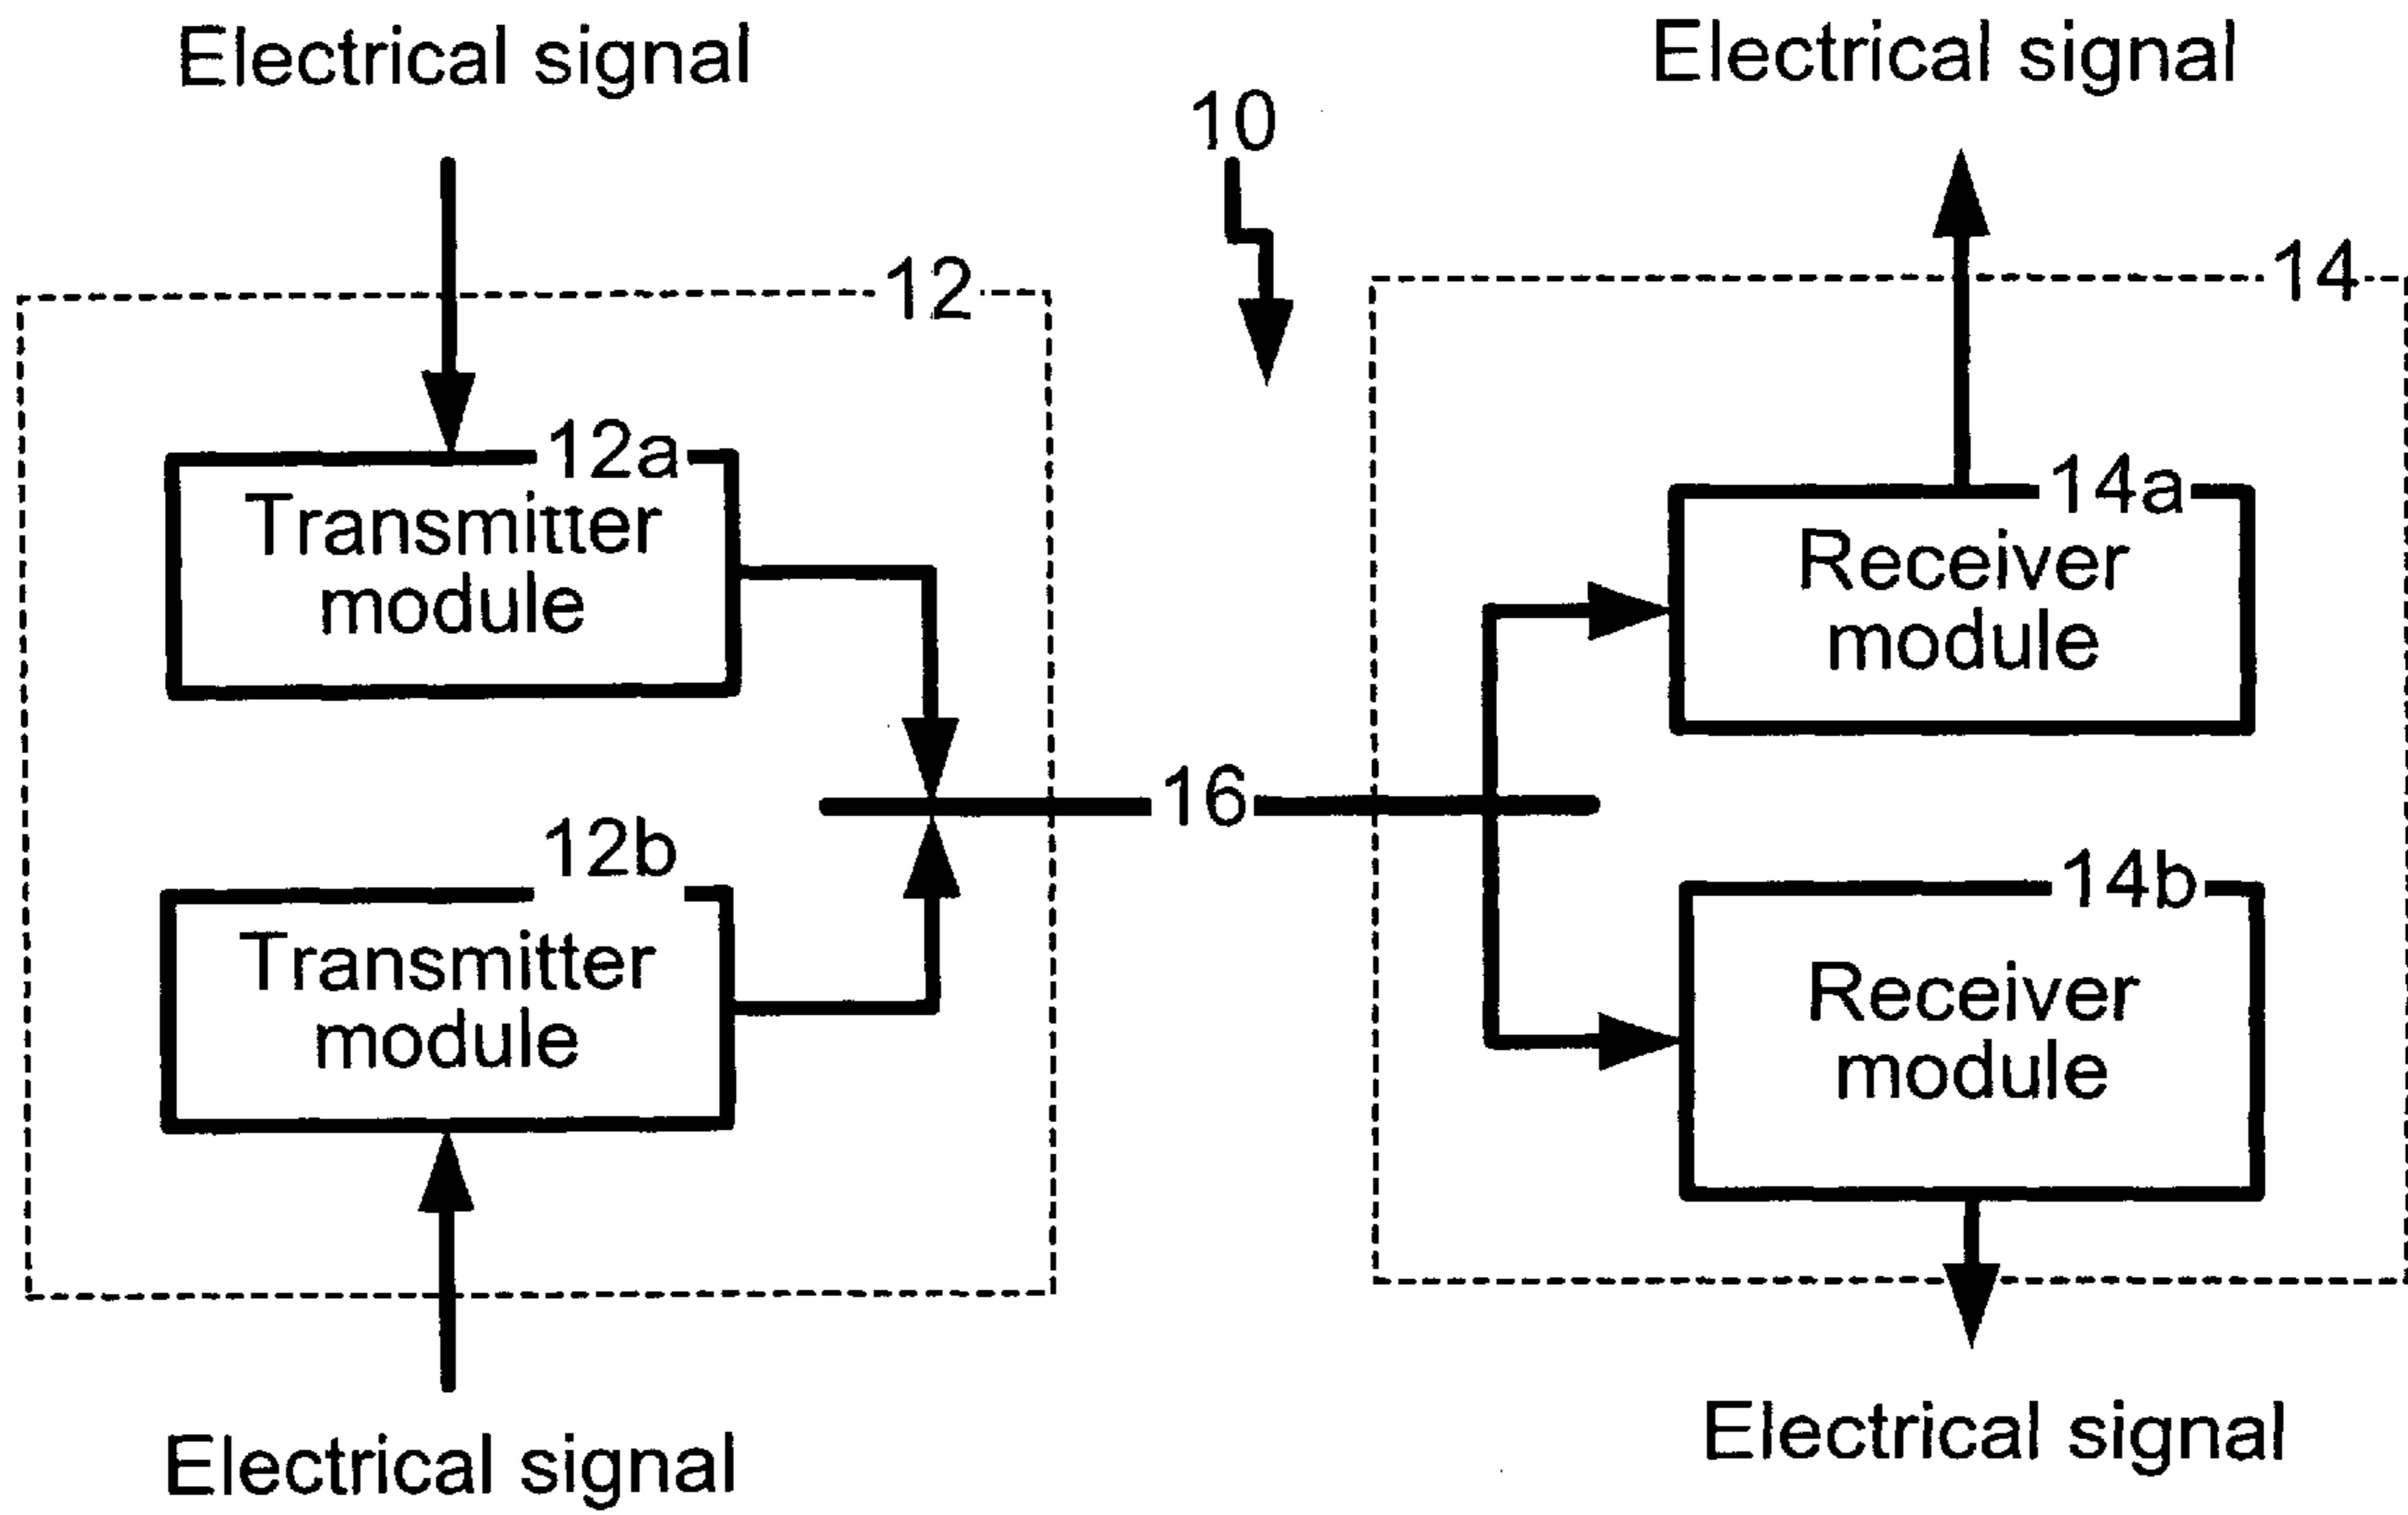 Electrical signal
Electrical signal
10
12
14
12a
Transmitter
module
14a
Receiver
module
16
12b
Transmitter
module
14b
Receiver
module
Electrical signal
Electrical signal